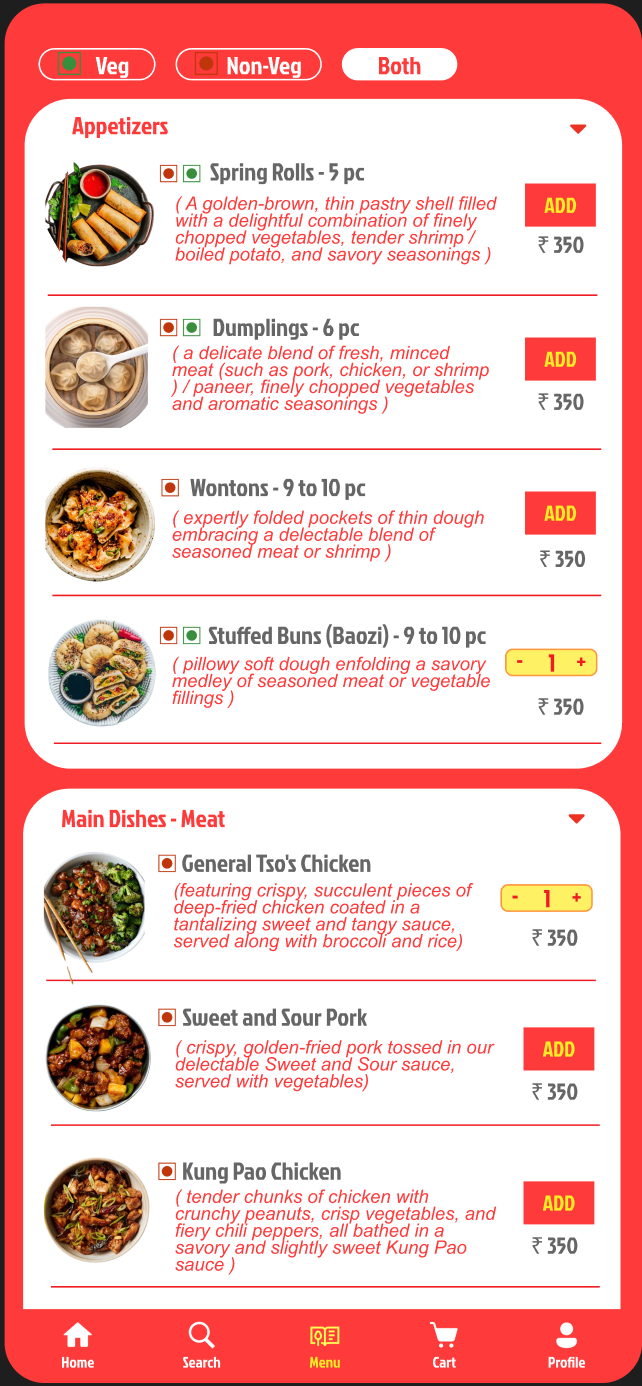 Veg Non-Veg Both
Appetizers
Spring Rolls - 5 pc
( A golden-brown, thin pastry shell filled
with a delightful combination of finely
chopped vegetables, tender shrimp /
boiled potato, and savory seasonings )
ADD
₹ 350
Dumplings - 6 pc
( a delicate blend of fresh, minced
meat (such as pork, chicken, or shrimp
) / paneer, finely chopped vegetables
and aromatic seasonings )
ADD
₹ 350
Wontons - 9 to 10 pc
( expertly folded pockets of thin dough
embracing a delectable blend of
seasoned meat or shrimp )
ADD
₹ 350
Stuffed Buns (Baozi) - 9 to 10 pc
( pillowy soft dough enfolding a savory
medley of seasoned meat or vegetable
fillings )
- 1 +
₹ 350
Main Dishes - Meat
General Tso's Chicken
(featuring crispy, succulent pieces of
deep-fried chicken coated in a
tantalizing sweet and tangy sauce,
served along with broccoli and rice)
- 1 +
₹ 350
Sweet and Sour Pork
( crispy, golden-fried pork tossed in our
delectable Sweet and Sour sauce,
served with vegetables)
ADD
₹ 350
Kung Pao Chicken
( tender chunks of chicken with
crunchy peanuts, crisp vegetables, and
fiery chili peppers, all bathed in a
savory and slightly sweet Kung Pao
sauce )
ADD
₹ 350
Home Search Menu Cart Profile